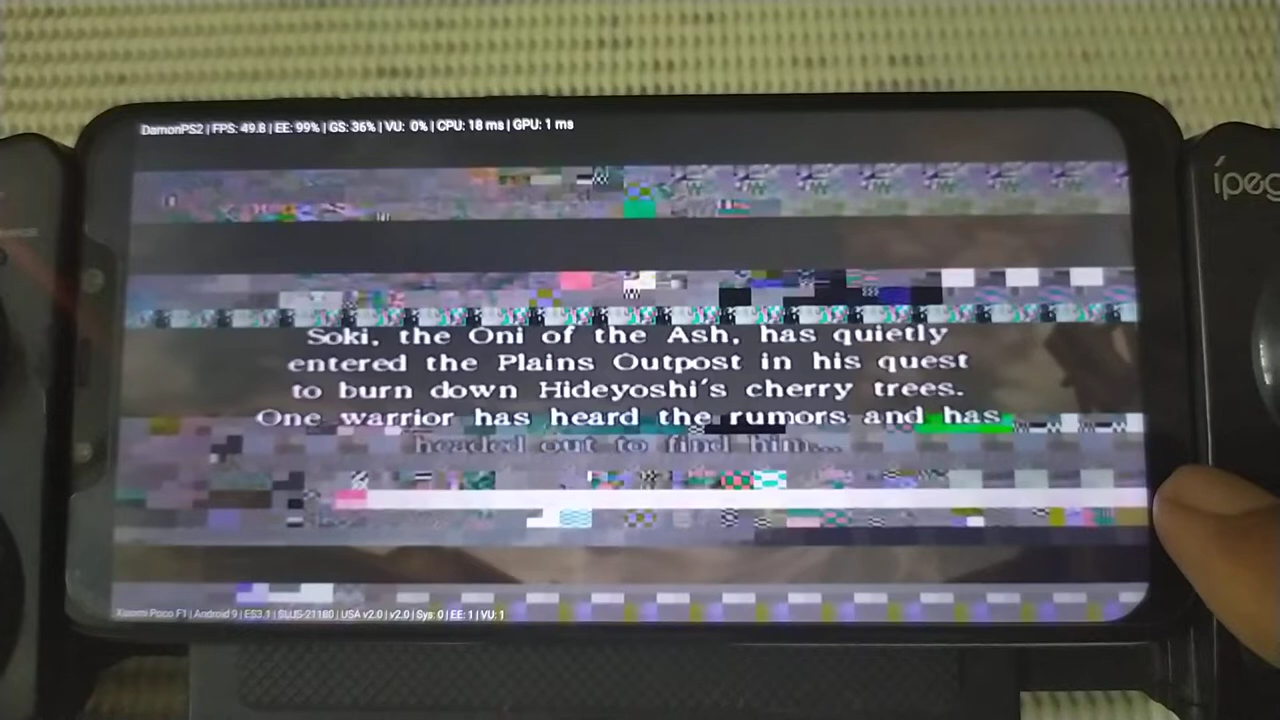 DamonPS2 | FPS: 49.8 | EE: 99% | GS: 36% | VU: 0% | CPU: 18 ms | GPU: 1 ms
ípeg
Soki, the Oni of the Ash, has quietly
entered the Plains Outpost in his quest
to burn down Hideyoshi's cherry trees.
One warrior has heard the rumors and has
headed out to find him...
Xiaomi Poco F1 | Android 9 | ES3.1 | SLUS-21180 | USA v2.0 | v2.0 | Sys: 0 | EE: 1 | VU: 1